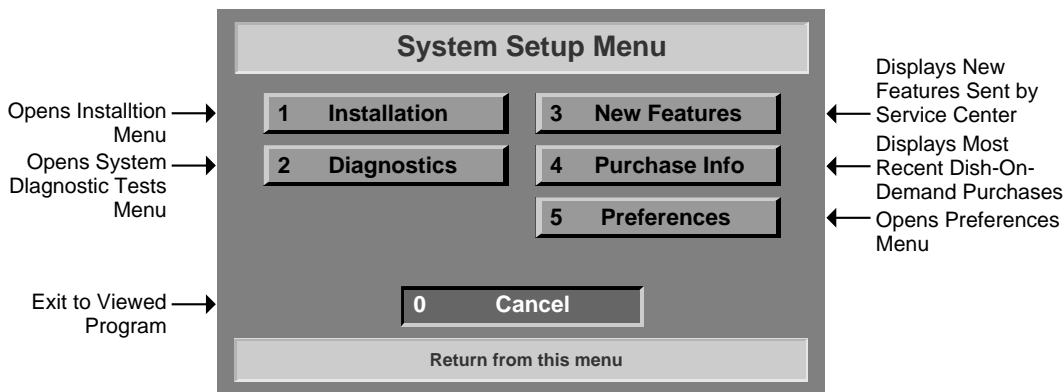 System Setup Menu
Opens Installtion
Menu
Opens System
DIagnostic Tests
Menu
Exit to Viewed
Program
1 Installation
2 Diagnostics
3 New Features
4 Purchase Info
5 Preferences
0 Cancel
Return from this menu
Displays New
Features Sent by
Service Center
Displays Most
Recent Dish-On-
Demand Purchases
Opens Preferences
Menu